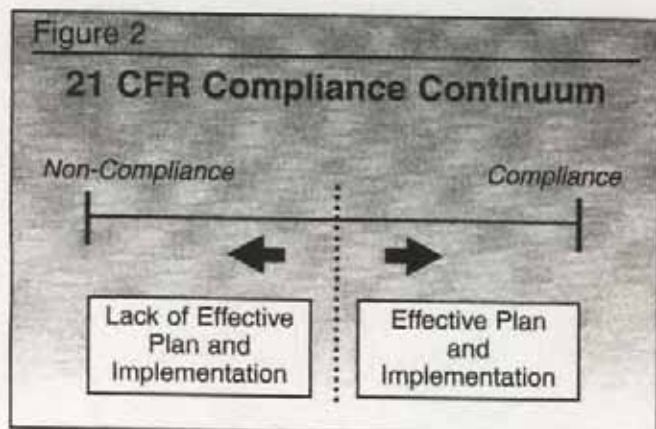 Figure 2
21 CFR Compliance Continuum
Non-Compliance
Compliance
Lack of Effective
Plan and
Implementation
Effective Plan
and
Implementation